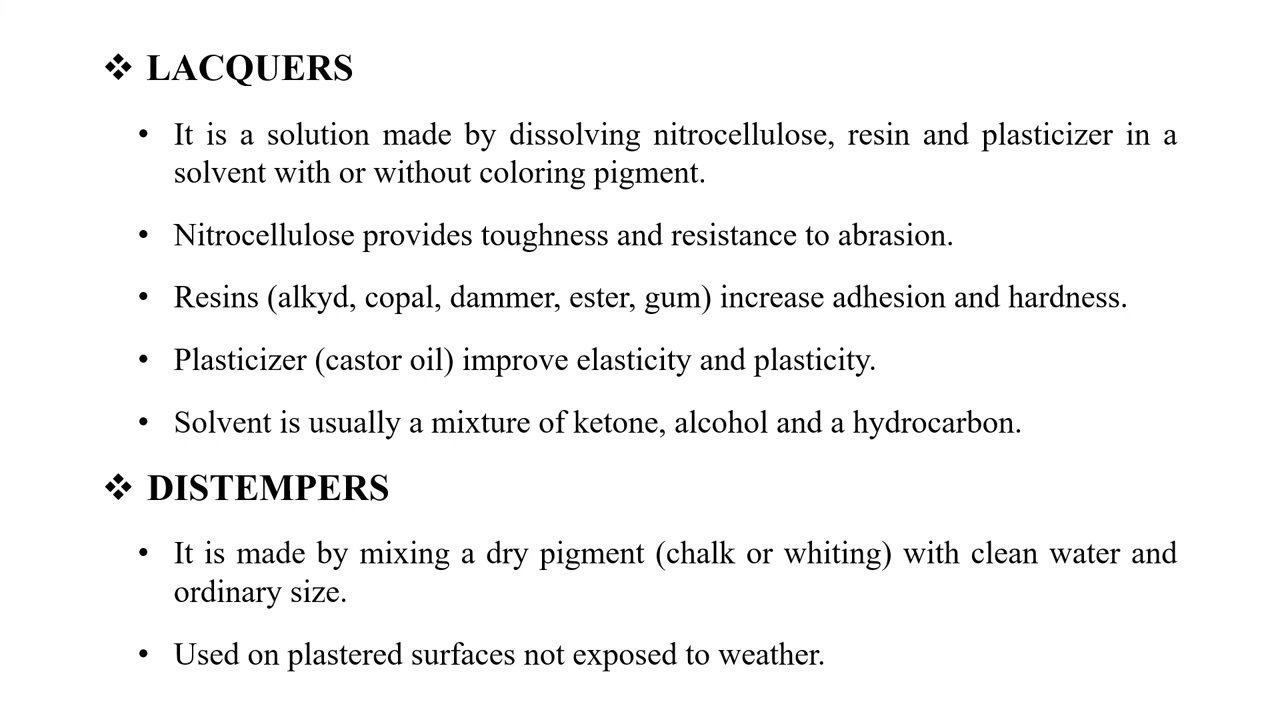 ❖ LACQUERS
• It is a solution made by dissolving nitrocellulose, resin and plasticizer in a
solvent with or without coloring pigment.
• Nitrocellulose provides toughness and resistance to abrasion.
• Resins (alkyd, copal, dammer, ester, gum) increase adhesion and hardness.
• Plasticizer (castor oil) improve elasticity and plasticity.
• Solvent is usually a mixture of ketone, alcohol and a hydrocarbon.
❖ DISTEMPERS
• It is made by mixing a dry pigment (chalk or whiting) with clean water and
ordinary size.
• Used on plastered surfaces not exposed to weather.